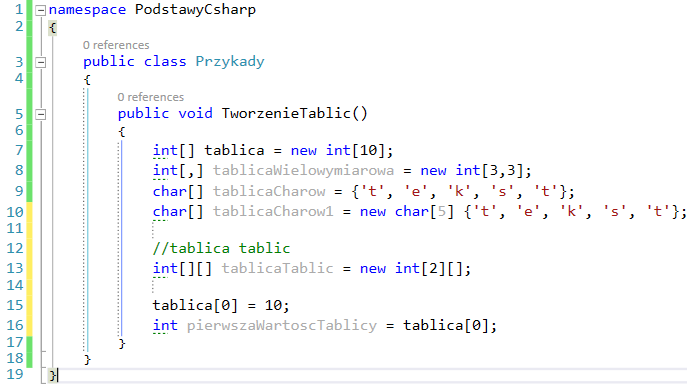 1 namespace PodstawyCsharp
2 {
0 references
3 public class Przykady
4 {
0 references
5 public void TworzenieTablic()
6 {
7 int[] tablica = new int[10];
8 int[,] tablicaWielowymiarowa = new int[3,3];
9 char[] tablicaCharow = {'t', 'e', 'k', 's', 't'};
10 char[] tablicaCharow1 = new char[5] {'t', 'e', 'k', 's', 't'};
11
12 //tablica tablic
13 int[][] tablicaTablic = new int[2][];
14
15 tablica[0] = 10;
16 int pierwszaWartoscTablicy = tablica[0];
17 }
18 }
19 }